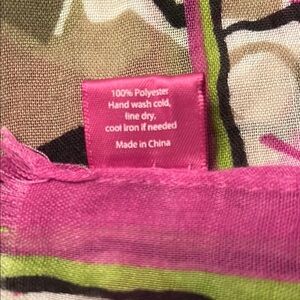 100% Polyester
Hand wash cold,
line dry,
cool iron if needed
Made in China